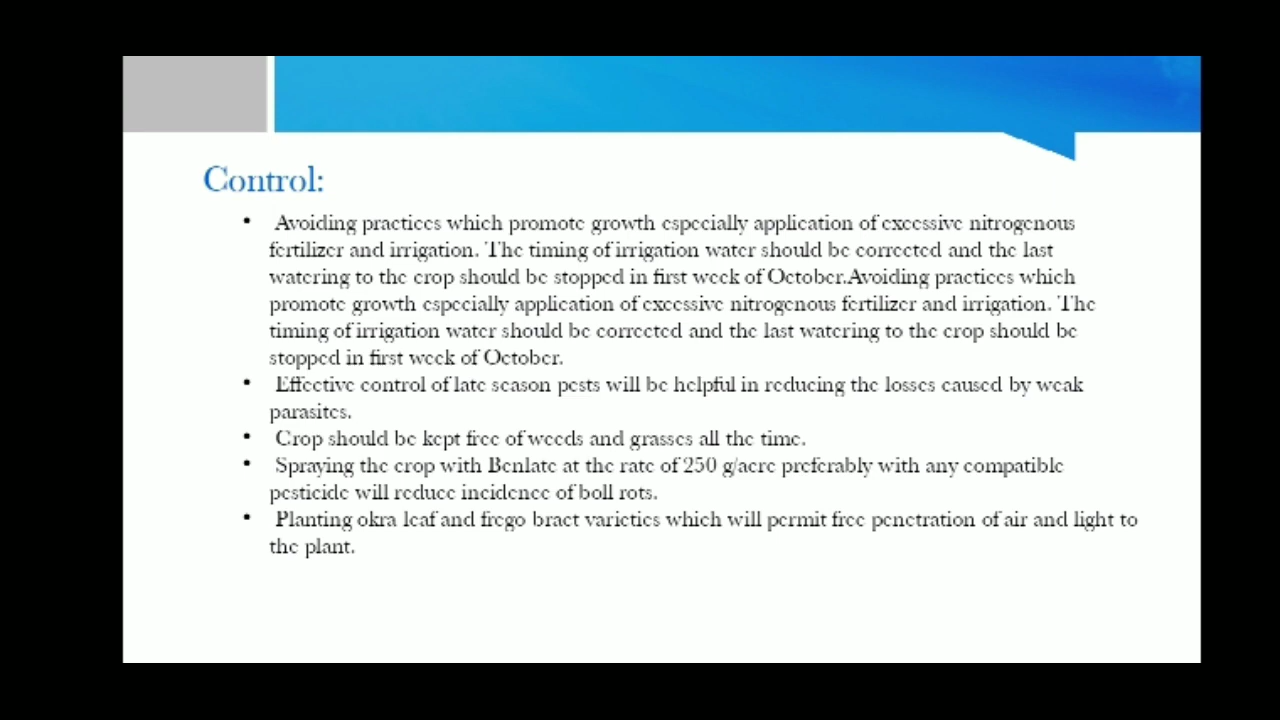 Control:
• Avoiding practices which promote growth especially application of excessive nitrogenous
fertilizer and irrigation. The timing of irrigation water should be corrected and the last
watering to the crop should be stopped in first week of October.Avoiding practices which
promote growth especially application of excessive nitrogenous fertilizer and irrigation. The
timing of irrigation water should be corrected and the last watering to the crop should be
stopped in first week of October.
• Effective control of late season pests will be helpful in reducing the losses caused by weak
parasites.
• Crop should be kept free of weeds and grasses all the time.
• Spraying the crop with Benlate at the rate of 250 g/acre preferably with any compatible
pesticide will reduce incidence of boll rots.
• Planting okra leaf and frego bract varieties which will permit free penetration of air and light to
the plant.